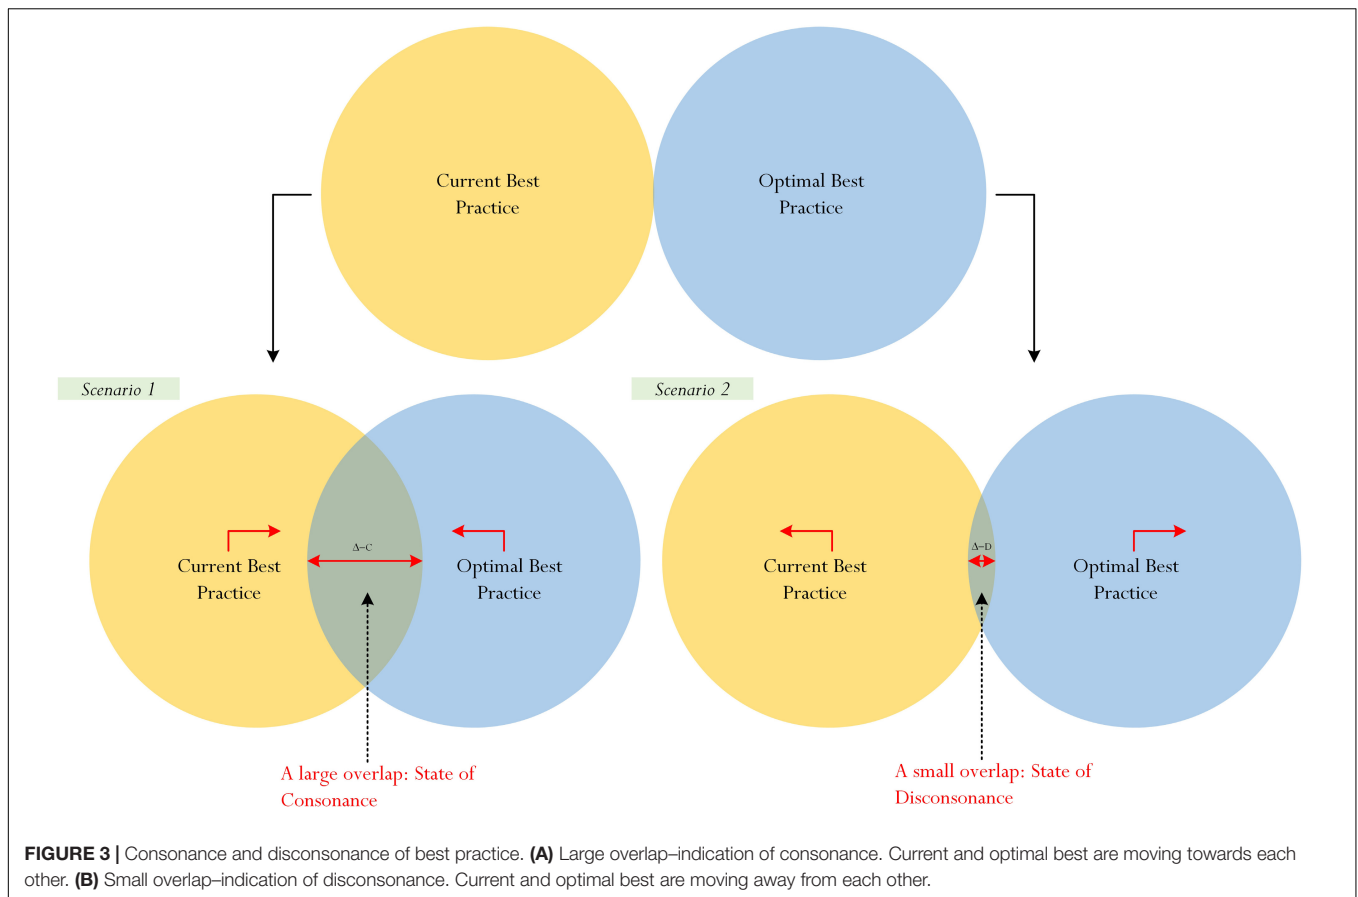 Current Best
Practice
Optimal Best
Practice
Scenario 1
Scenario 2
Δ–C
Current Best
Practice
Optimal Best
Practice
Δ–D
Current Best
Practice
Optimal Best
Practice
A large overlap: State of
Consonance
A small overlap: State of
Disconsonance
FIGURE 3 | Consonance and disconsonance of best practice. (A) Large overlap–indication of consonance. Current and optimal best are moving towards each
other. (B) Small overlap–indication of disconsonance. Current and optimal best are moving away from each other.